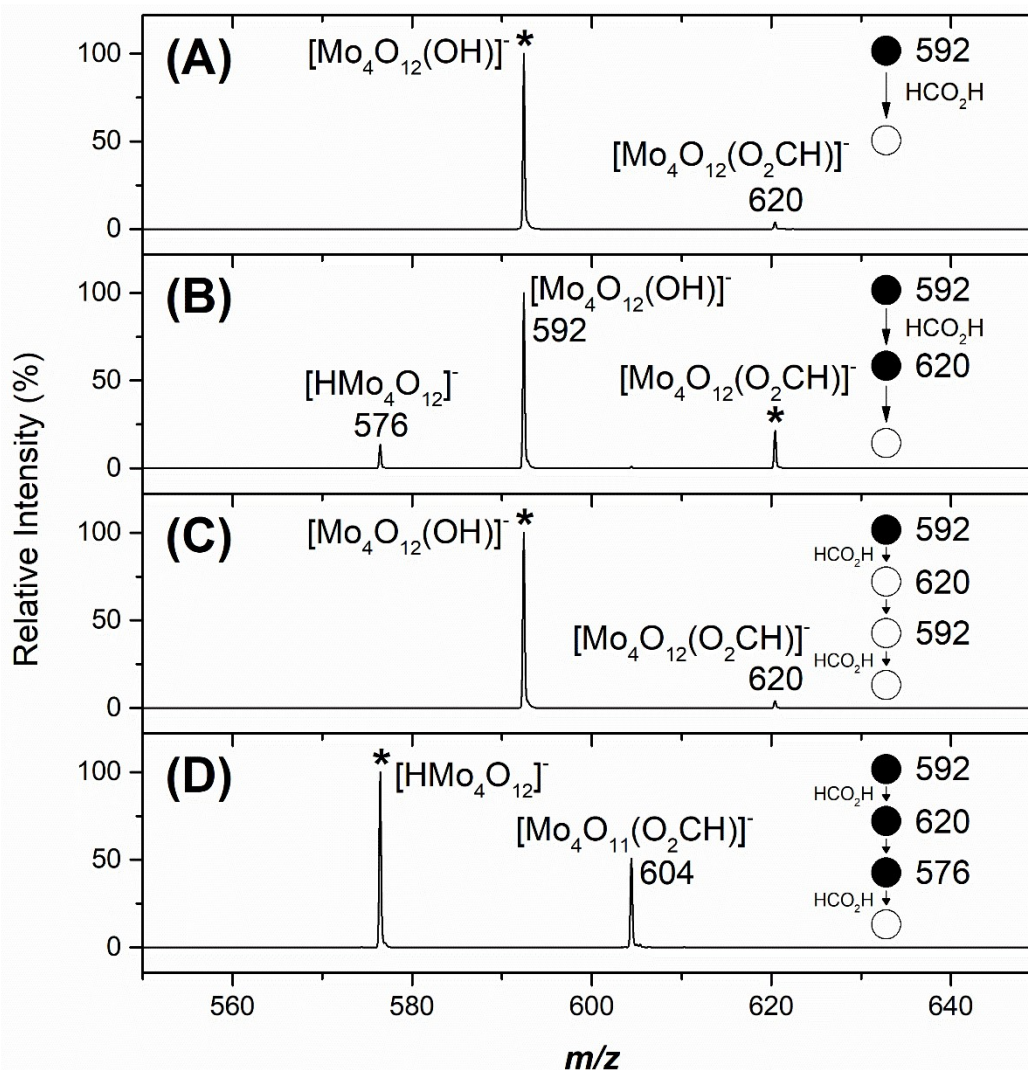 Relative Intensity (%)
(A)
[Mo₄O₁₂(OH)]⁻
*
[Mo₄O₁₂(O₂CH)]⁻
620
592
HCO₂H
100
50
0
(B)
[Mo₄O₁₂(OH)]⁻
592
[HMo₄O₁₂]⁻
576
[Mo₄O₁₂(O₂CH)]⁻
*
592
HCO₂H
620
100
50
0
(C)
[Mo₄O₁₂(OH)]⁻
*
[Mo₄O₁₂(O₂CH)]⁻
620
592
HCO₂H
620
592
HCO₂H
100
50
0
(D)
*
[HMo₄O₁₂]⁻
[Mo₄O₁₁(O₂CH)]⁻
604
592
HCO₂H
620
576
HCO₂H
100
50
0
560 580 600 620 640
m/z